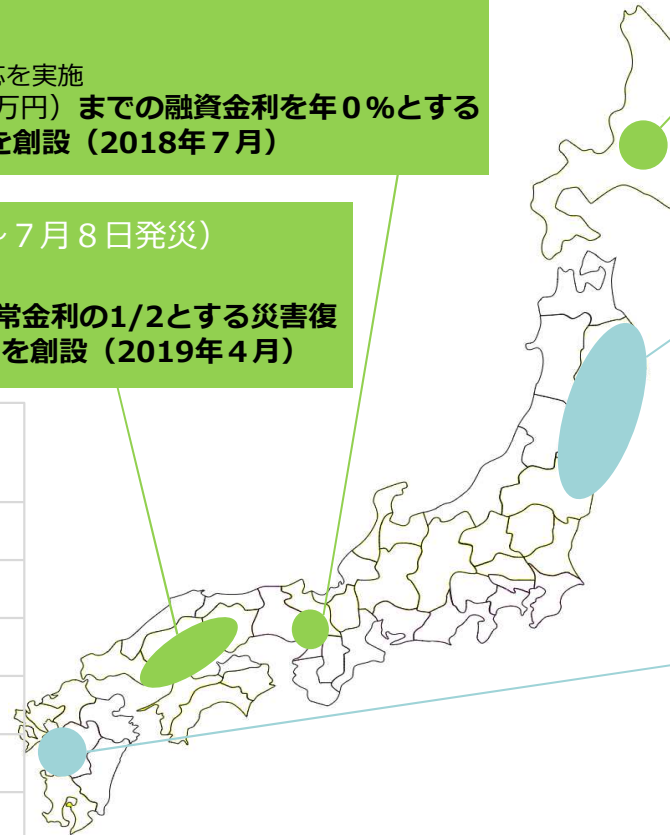 応を実施
万円）までの融資金利を年０％とする
を創設（2018年７月）
～７月８日発災）
常金利の1/2とする災害復
を創設（2019年４月）